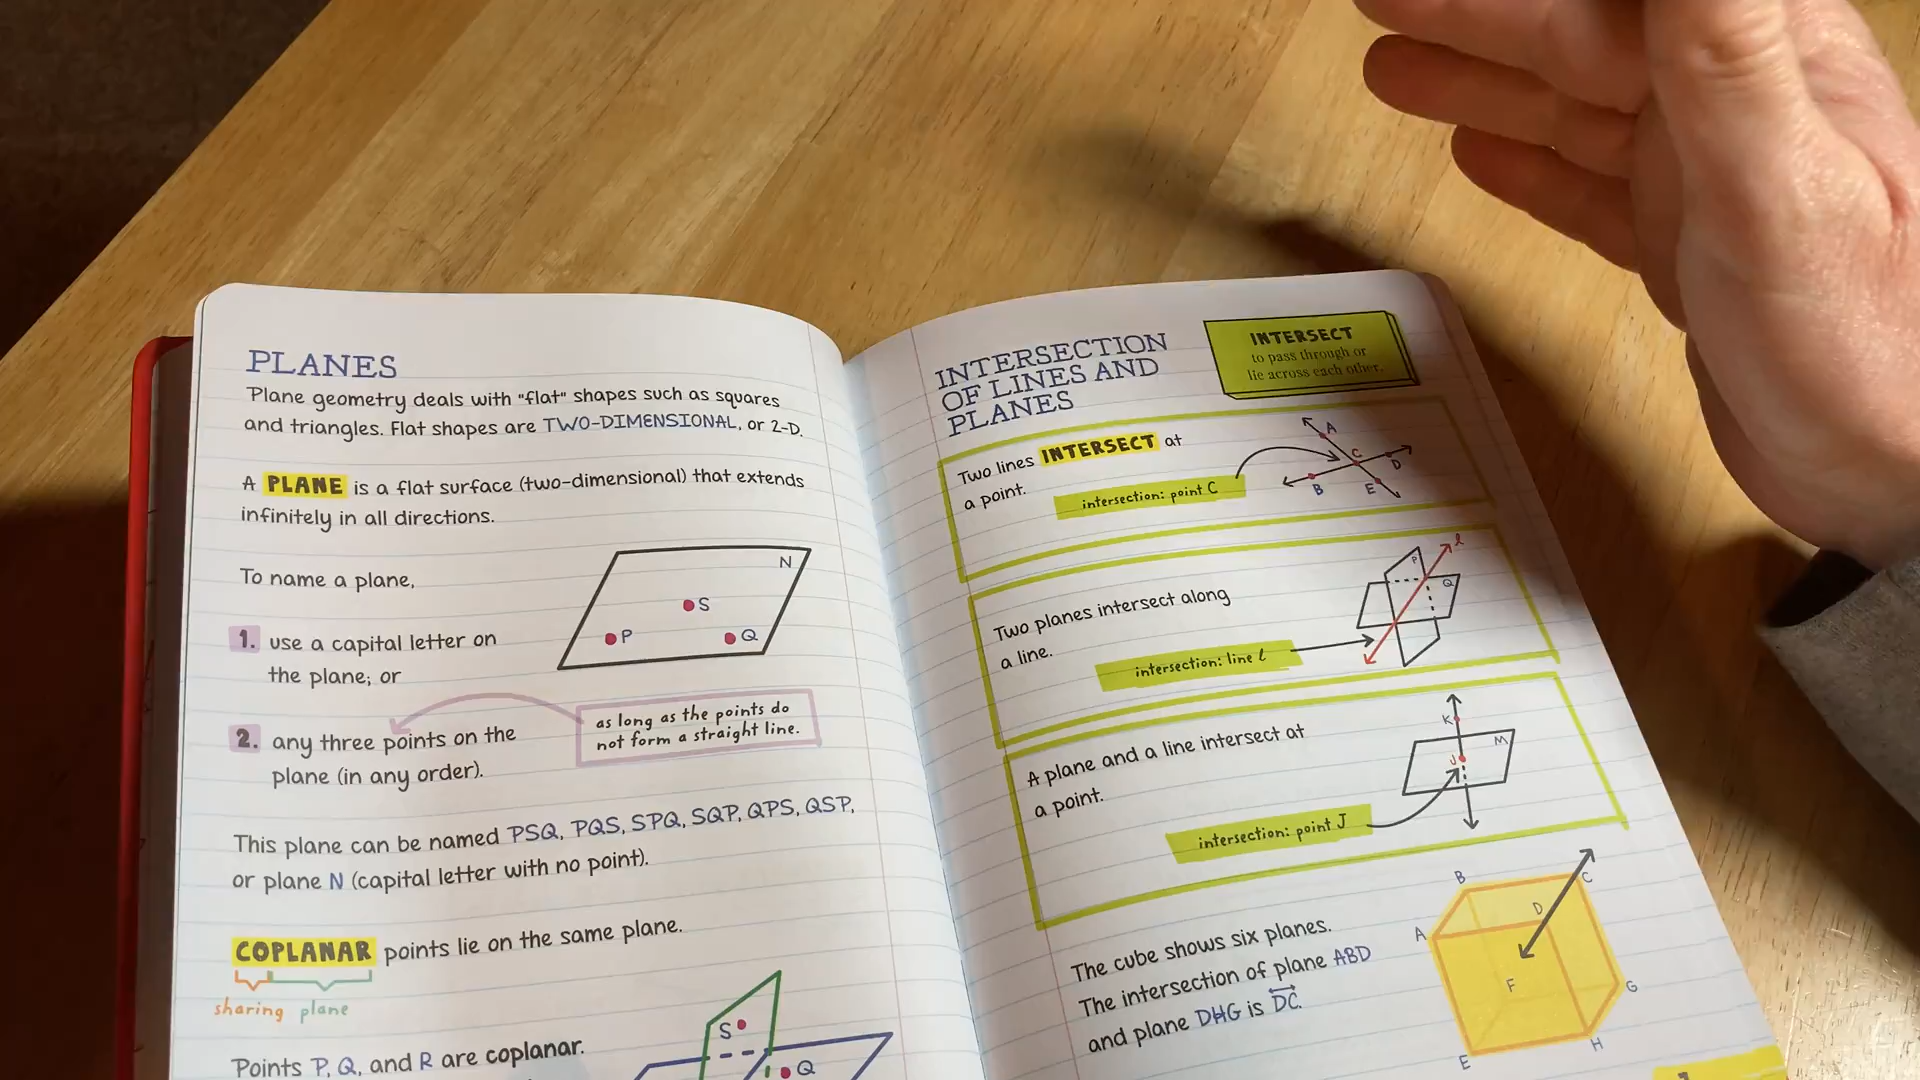 PLANES
Plane geometry deals with "flat" shapes such as squares
and triangles. Flat shapes are TWO-DIMENSIONAL, or 2-D.
A PLANE is a flat surface (two-dimensional) that extends
infinitely in all directions.
To name a plane,
1. use a capital letter on
the plane; or
2. any three points on the
plane (in any order).
N
S
P
Q
as long as the points do
not form a straight line.
This plane can be named PSQ, PQS, SPQ, SQP, QPS, QSP,
or plane N (capital letter with no point).
COPLANAR points lie on the same plane.
sharing plane
Points P, Q, and R are coplanar.
S
Q
INTERSECTION
OF LINES AND
PLANES
INTERSECT
to pass through or
lie across each other.
Two lines INTERSECT at
a point.
intersection: point C
A
C
D
B
E
Two planes intersect along
a line.
intersection: line l
P
l
Q
A plane and a line intersect at
a point.
intersection: point J
K
M
J
The cube shows six planes.
The intersection of plane ABD
and plane DHG is DC.
B
C
D
A
F
G
E
H